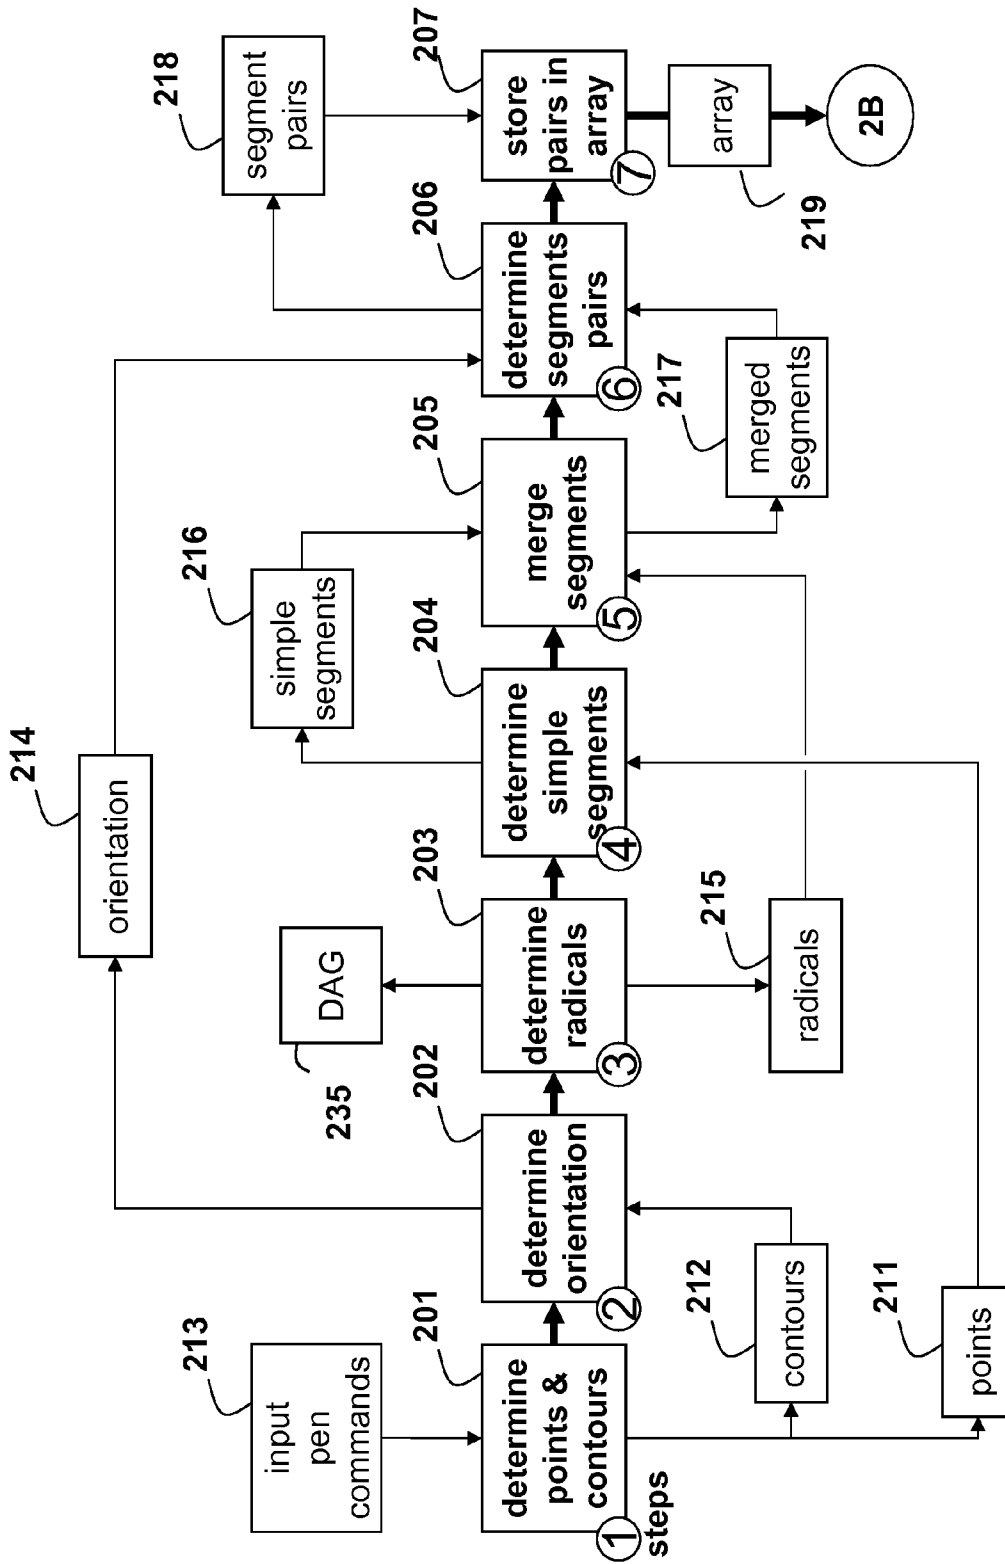 214
orientation
216
simple
segments
218
segment
pairs
213
input
pen
commands
235
DAG
201
determine
points &
contours
1
steps
202
determine
orientation
2
203
determine
radicals
3
204
determine
simple
segments
4
205
merge
segments
5
206
determine
segments
pairs
6
207
store
pairs in
array
7
212
contours
211
points
215
radicals
217
merged
segments
219
array
2B